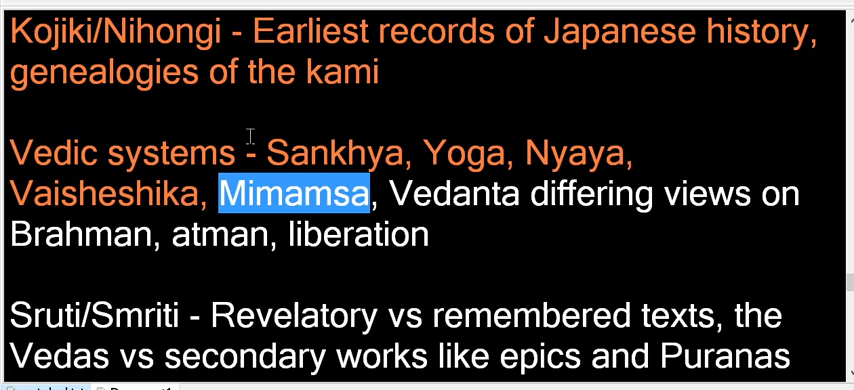 Kojiki/Nihongi - Earliest records of Japanese history,
genealogies of the kami
Vedic systems - Sankhya, Yoga, Nyaya,
Vaisheshika, Mimamsa, Vedanta differing views on
Brahman, atman, liberation
Sruti/Smriti - Revelatory vs remembered texts, the
Vedas vs secondary works like epics and Puranas